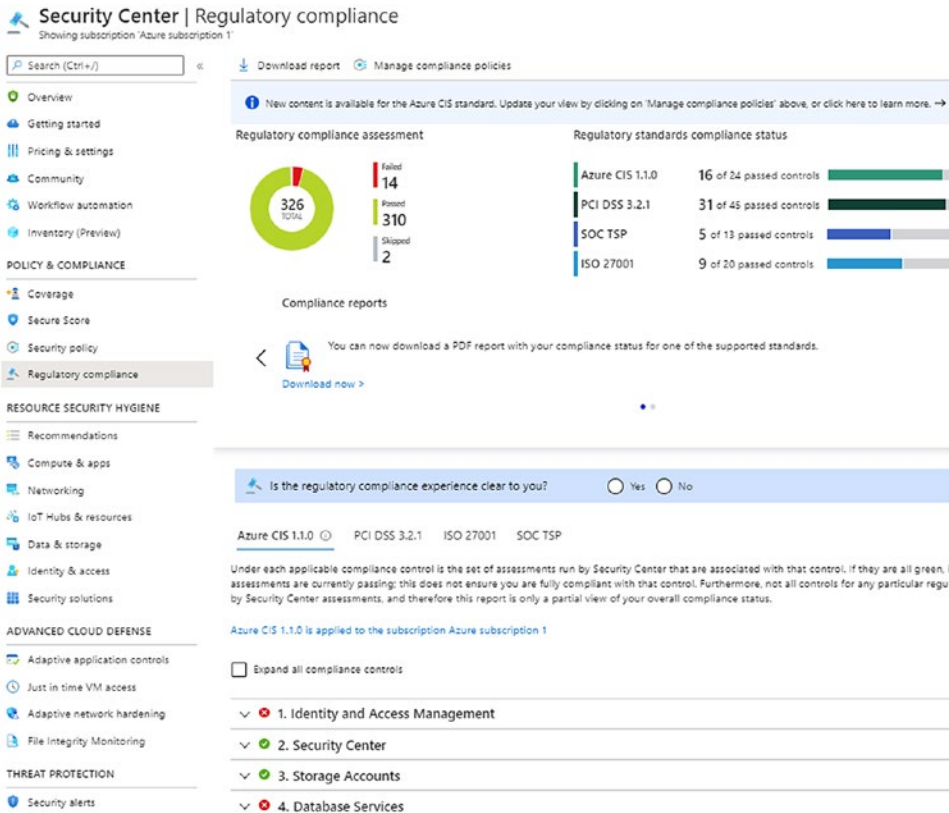 Security Center | Regulatory compliance
Showing subscription 'Azure subscription 1'
Search (Ctrl+/)
«
Overview
Getting started
Pricing & settings
Community
Workflow automation
Inventory (Preview)
POLICY & COMPLIANCE
Coverage
Secure Score
Security policy
Regulatory compliance
RESOURCE SECURITY HYGIENE
Recommendations
Compute & apps
Networking
IoT Hubs & resources
Data & storage
Identity & access
Security solutions
ADVANCED CLOUD DEFENSE
Adaptive application controls
Just in time VM access
Adaptive network hardening
File Integrity Monitoring
THREAT PROTECTION
Security alerts
Download report
Manage compliance policies
New content is available for the Azure CIS standard. Update your view by clicking on 'Manage compliance policies' above, or click here to learn more. →
Regulatory compliance assessment
326
TOTAL
Failed
14
Passed
310
Skipped
2
Regulatory standards compliance status
Azure CIS 1.1.0 16 of 24 passed controls
PCI DSS 3.2.1 31 of 45 passed controls
SOC TSP 5 of 13 passed controls
ISO 27001 9 of 20 passed controls
Compliance reports
You can now download a PDF report with your compliance status for one of the supported standards.
Download now >
Is the regulatory compliance experience clear to you? Yes No
Azure CIS 1.1.0 PCI DSS 3.2.1 ISO 27001 SOC TSP
Under each applicable compliance control is the set of assessments run by Security Center that are associated with that control. If they are all green,
assessments are currently passing; this does not ensure you are fully compliant with that control. Furthermore, not all controls for any particular regu
by Security Center assessments, and therefore this report is only a partial view of your overall compliance status.
Azure CIS 1.1.0 is applied to the subscription Azure subscription 1
Expand all compliance controls
1. Identity and Access Management
2. Security Center
3. Storage Accounts
4. Database Services